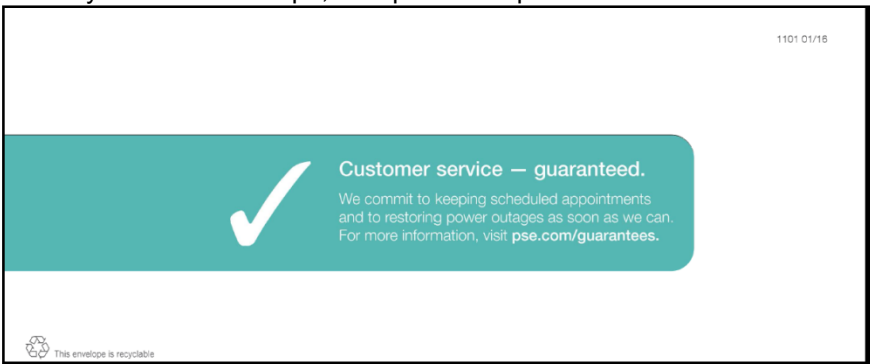 1101 01/16
Customer service — guaranteed.
We commit to keeping scheduled appointments
and to restoring power outages as soon as we can.
For more information, visit pse.com/guarantees.
This envelope is recyclable